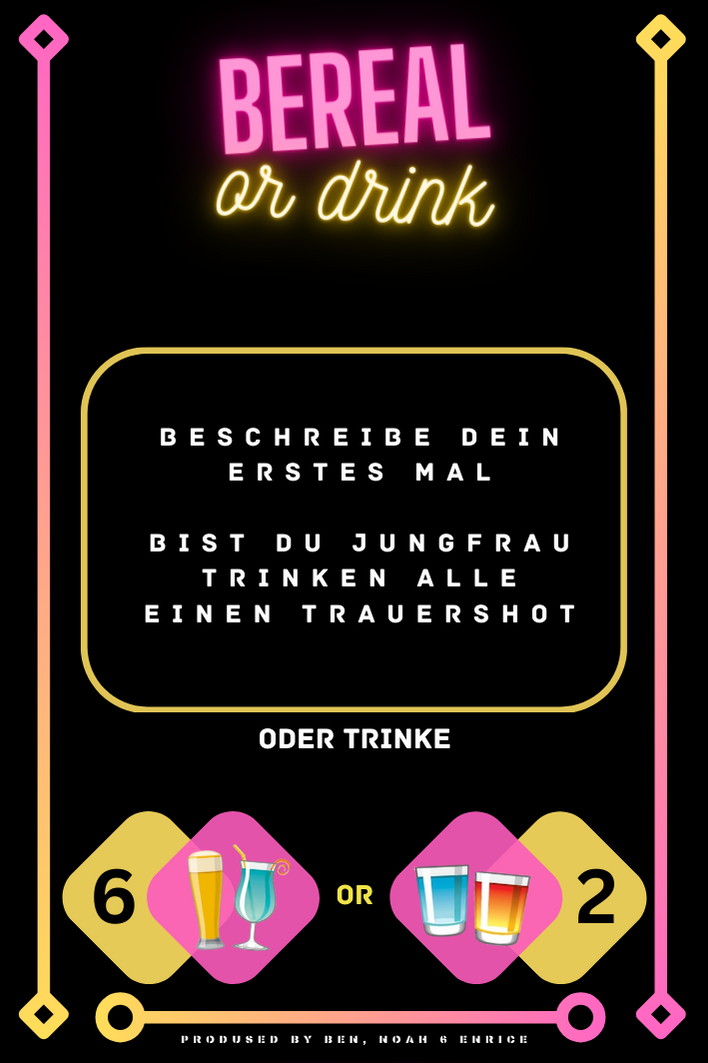 BEREAL
or drink
BESCHREIBE DEIN
ERSTES MAL
BIST DU JUNGFRAU
TRINKEN ALLE
EINEN TRAUERSHOT
ODER TRINKE
6 OR 2
PRODUSED BY BEN, NOAH & ENRICE